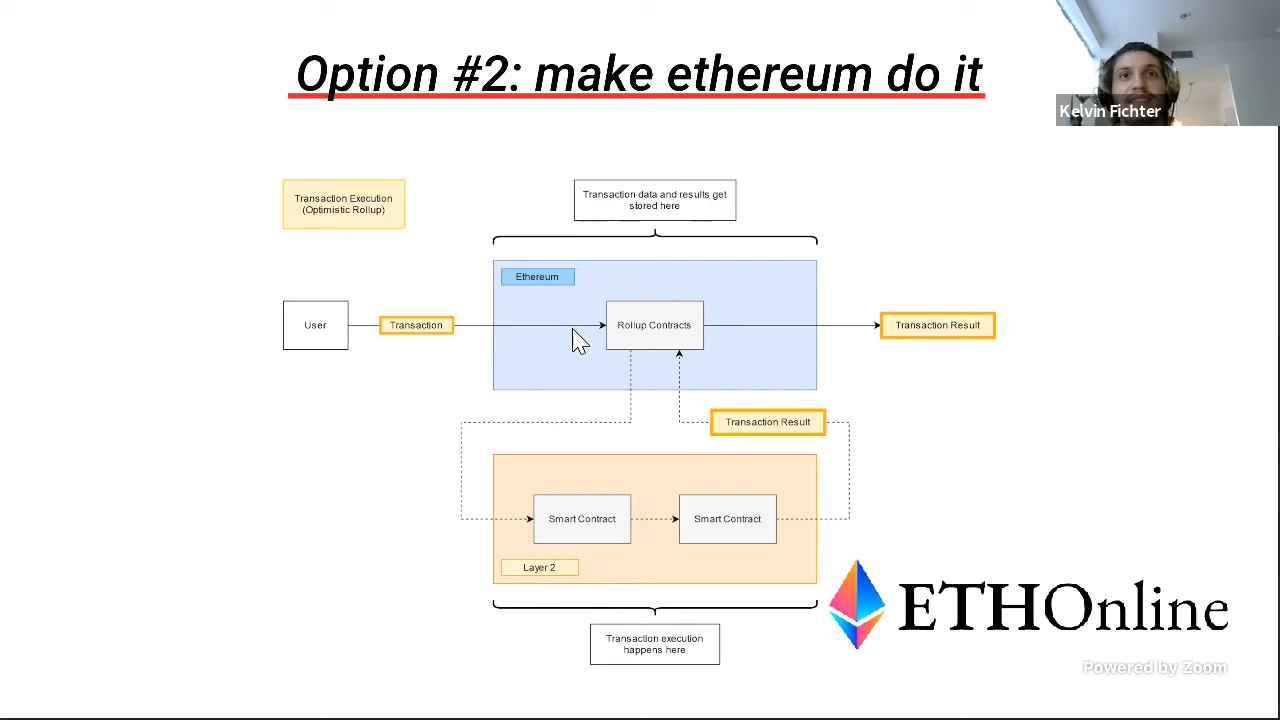 Option #2: make ethereum do it
Kelvin Fichter
Transaction Execution
(Optimistic Rollup)
Transaction data and results get
stored here
Ethereum
User
Transaction
Rollup Contracts
Transaction Result
Transaction Result
Smart Contract
Smart Contract
Layer 2
Transaction execution
happens here
ETHOnline
Powered by Zoom